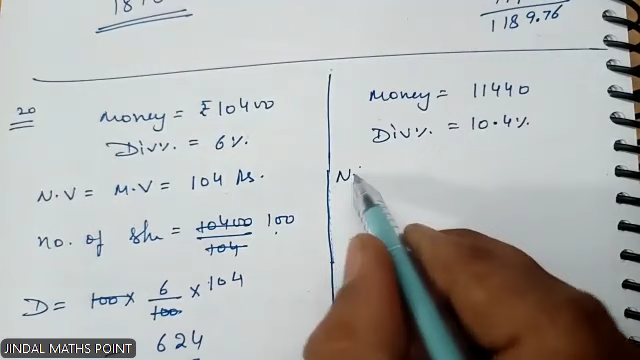 1189.76
20
Money = ₹10400
Div% = 6%
N.V = M.V = 104 Rs.
no. of sh = 10400/104 100
D = 100 × 6/100 × 104
624
Money = 11440
Div% = 10.4%
N.
JINDAL MATHS POINT